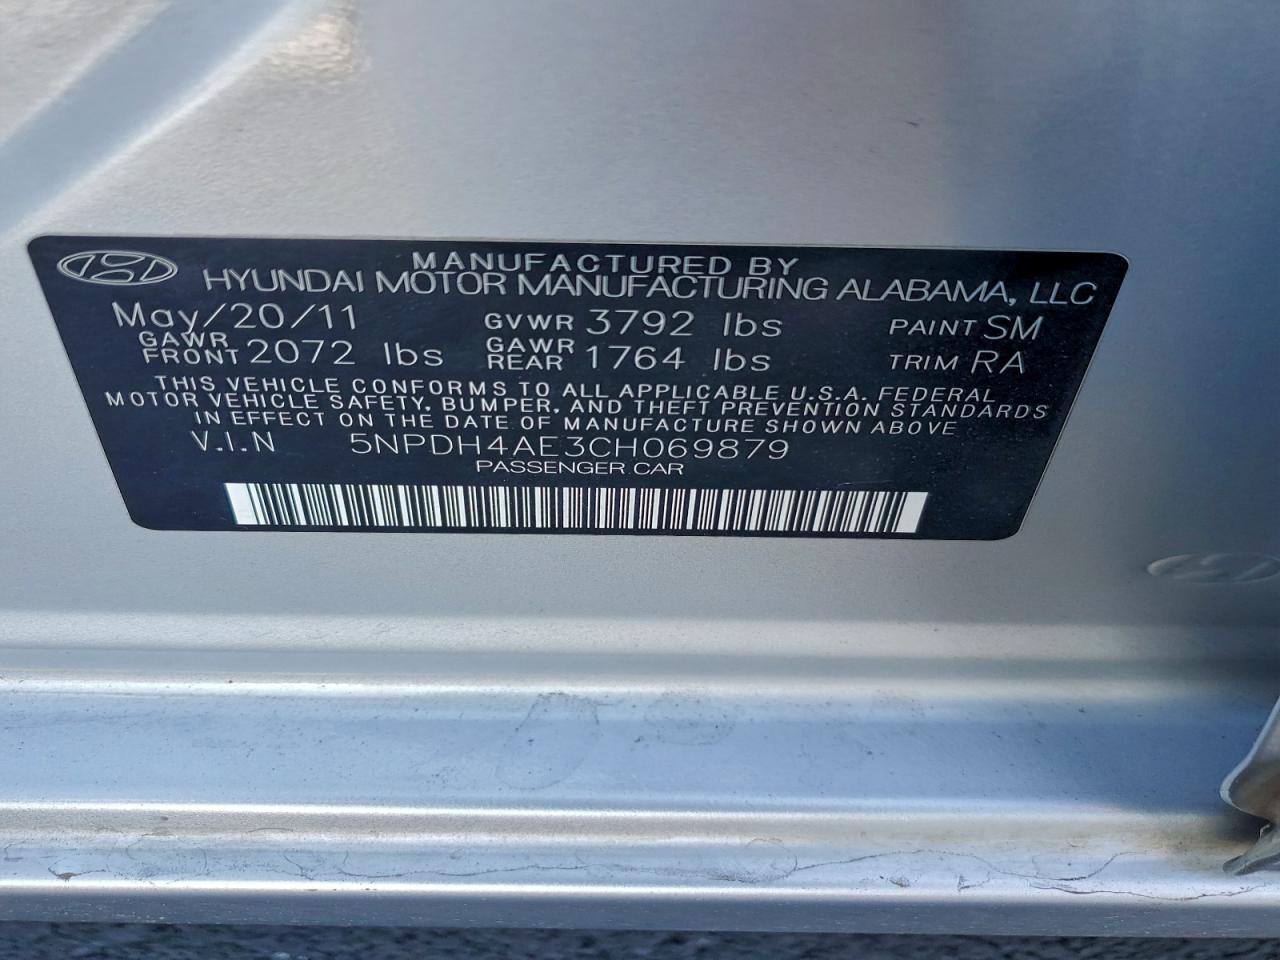 MANUFACTURED BY
HYUNDAI MOTOR MANUFACTURING ALABAMA, LLC
May/20/11 GVWR 3792 lbs PAINT SM
GAWR FRONT 2072 lbs GAWR REAR 1764 lbs TRIM RA
THIS VEHICLE CONFORMS TO ALL APPLICABLE U.S.A. FEDERAL
MOTOR VEHICLE SAFETY, BUMPER, AND THEFT PREVENTION STANDARDS
IN EFFECT ON THE DATE OF MANUFACTURE SHOWN ABOVE
V.I.N 5NPDH4AE3CH069879
PASSENGER CAR